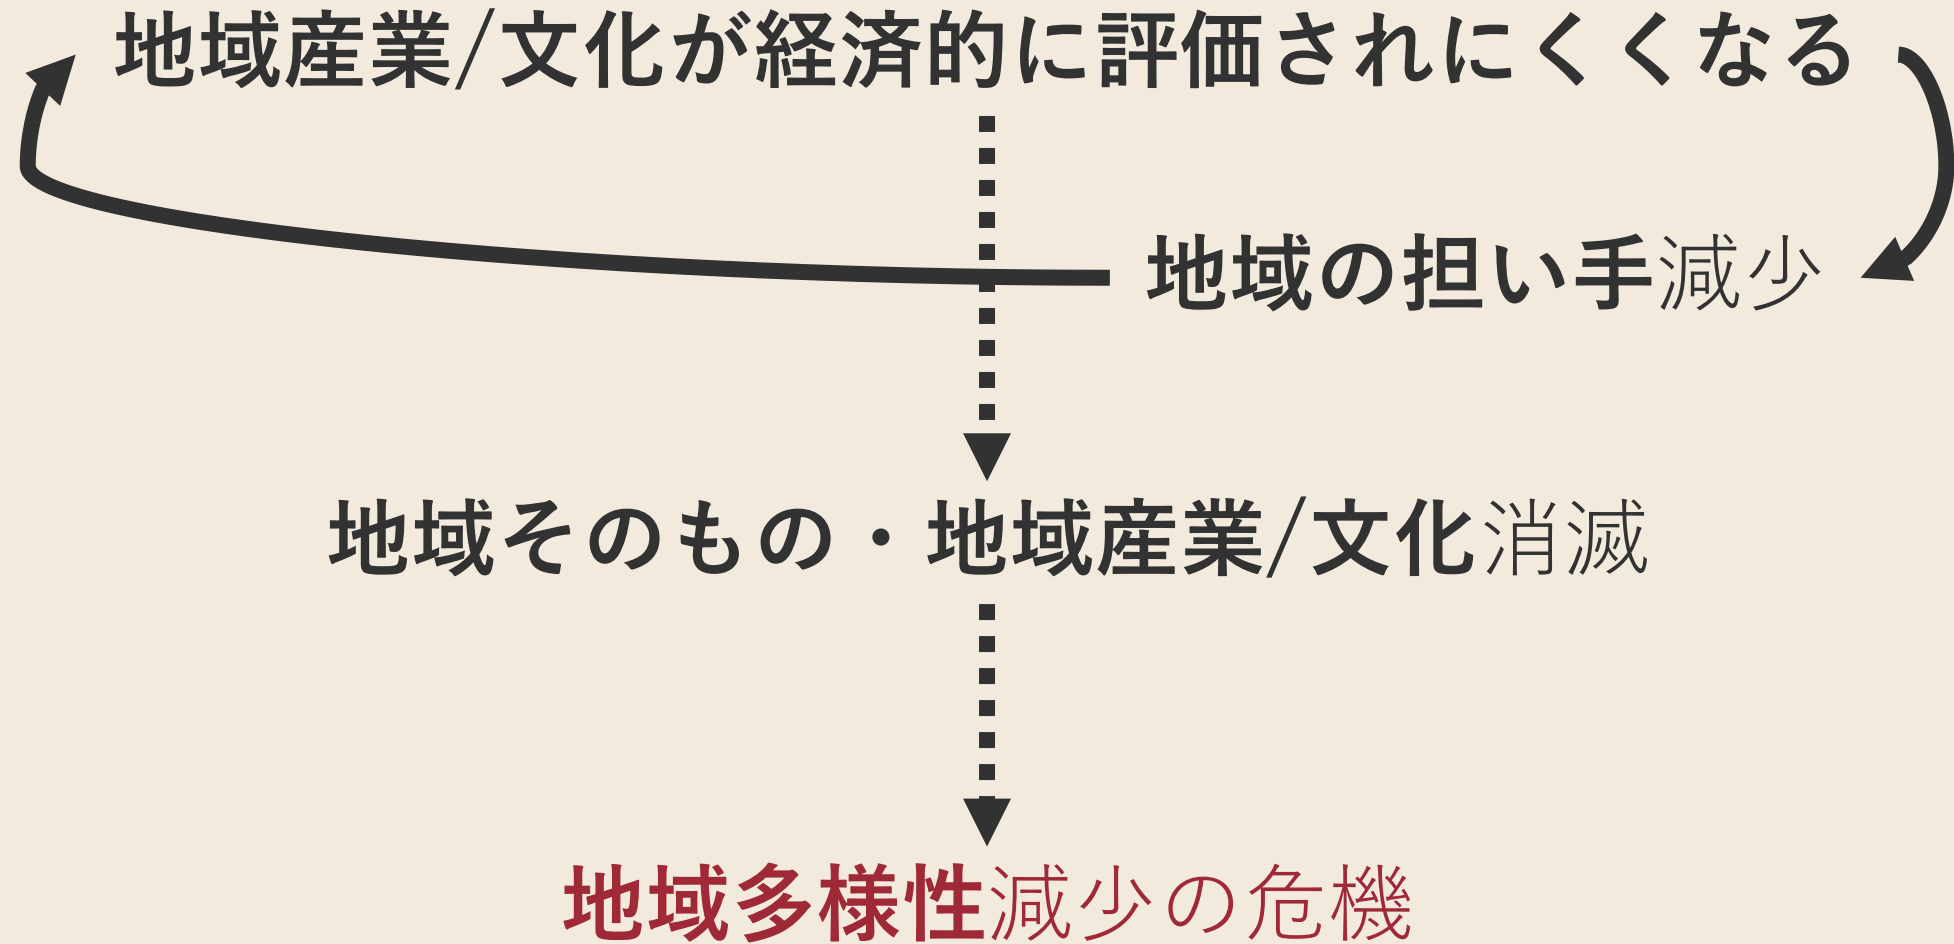 地域産業/文化が経済的に評価されにくくなる
地域の担い手減少
地域そのもの・地域産業/文化消滅
地域多様性減少の危機